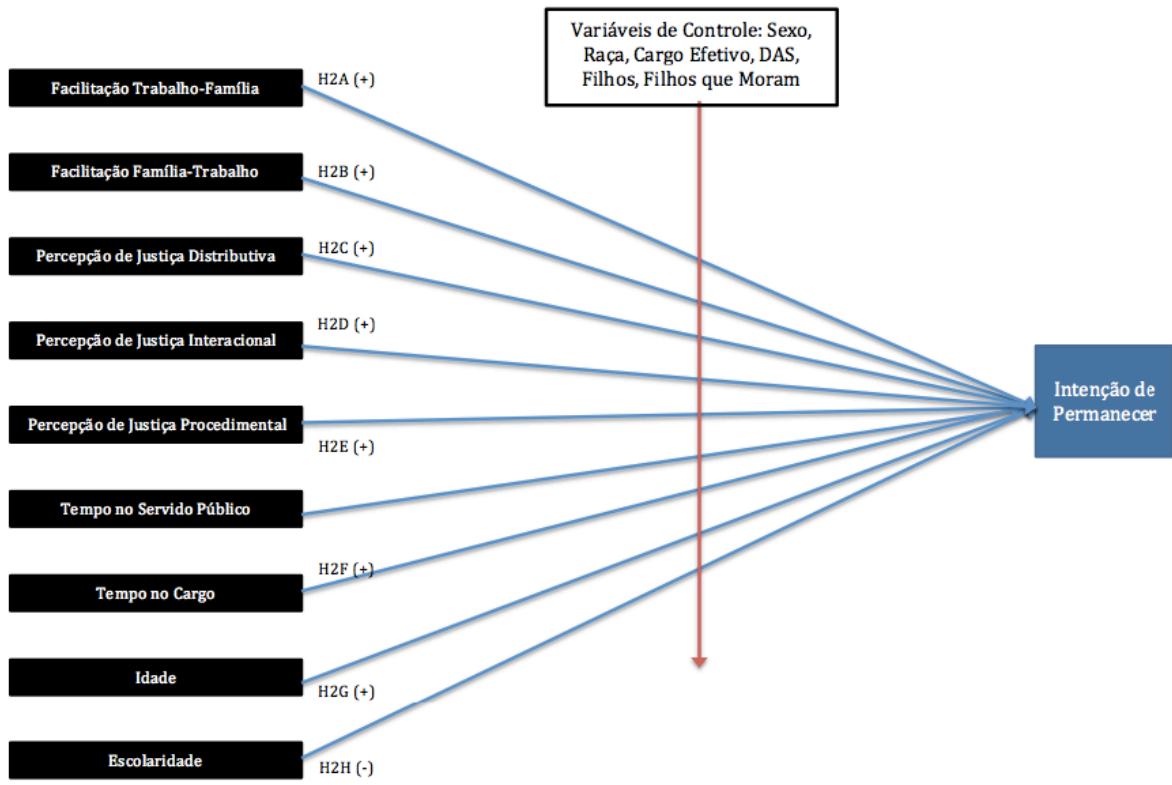 Variáveis de Controle: Sexo,
Raça, Cargo Efetivo, DAS,
Filhos, Filhos que Moram
Facilitação Trabalho-Família
H2A (+)
Facilitação Família-Trabalho
H2B (+)
Percepção de Justiça Distributiva
H2C (+)
Percepção de Justiça Interacional
H2D (+)
Percepção de Justiça Procedimental
H2E (+)
Tempo no Servido Público
Tempo no Cargo
H2F (+)
Idade
H2G (+)
Escolaridade
H2H (-)
Intenção de
Permanecer